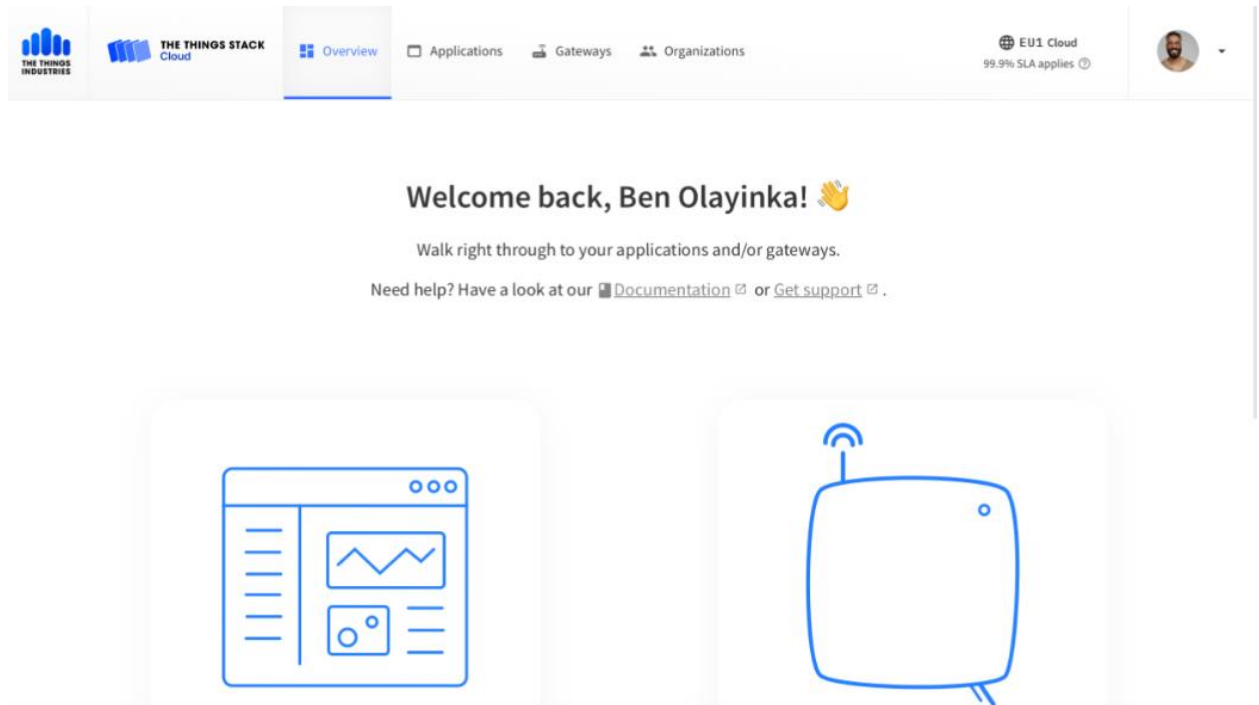 THE THINGS
INDUSTRIES
THE THINGS STACK
Cloud
Overview
Applications
Gateways
Organizations
EU1 Cloud
99.9% SLA applies
Welcome back, Ben Olayinka! 👋
Walk right through to your applications and/or gateways.
Need help? Have a look at our Documentation or Get support .